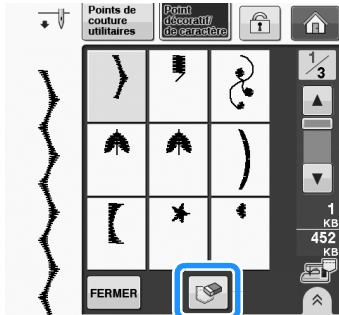 Points de
couture
utilitaires
Point
décoratif/
de caractère
1/3
1
KB
452
KB
FERMER